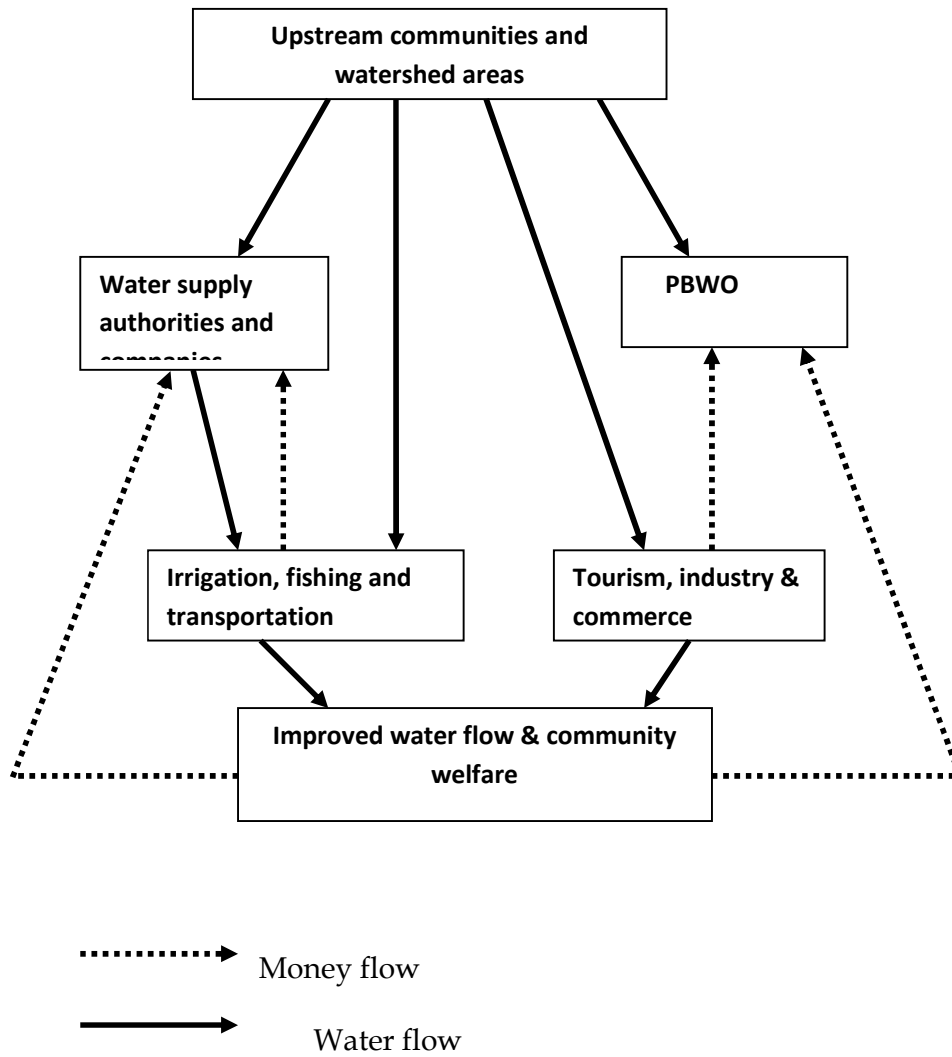 Upstream communities and
watershed areas
Water supply
authorities and
companies
PBWO
Irrigation, fishing and
transportation
Tourism, industry &
commerce
Improved water flow & community
welfare
Money flow
Water flow